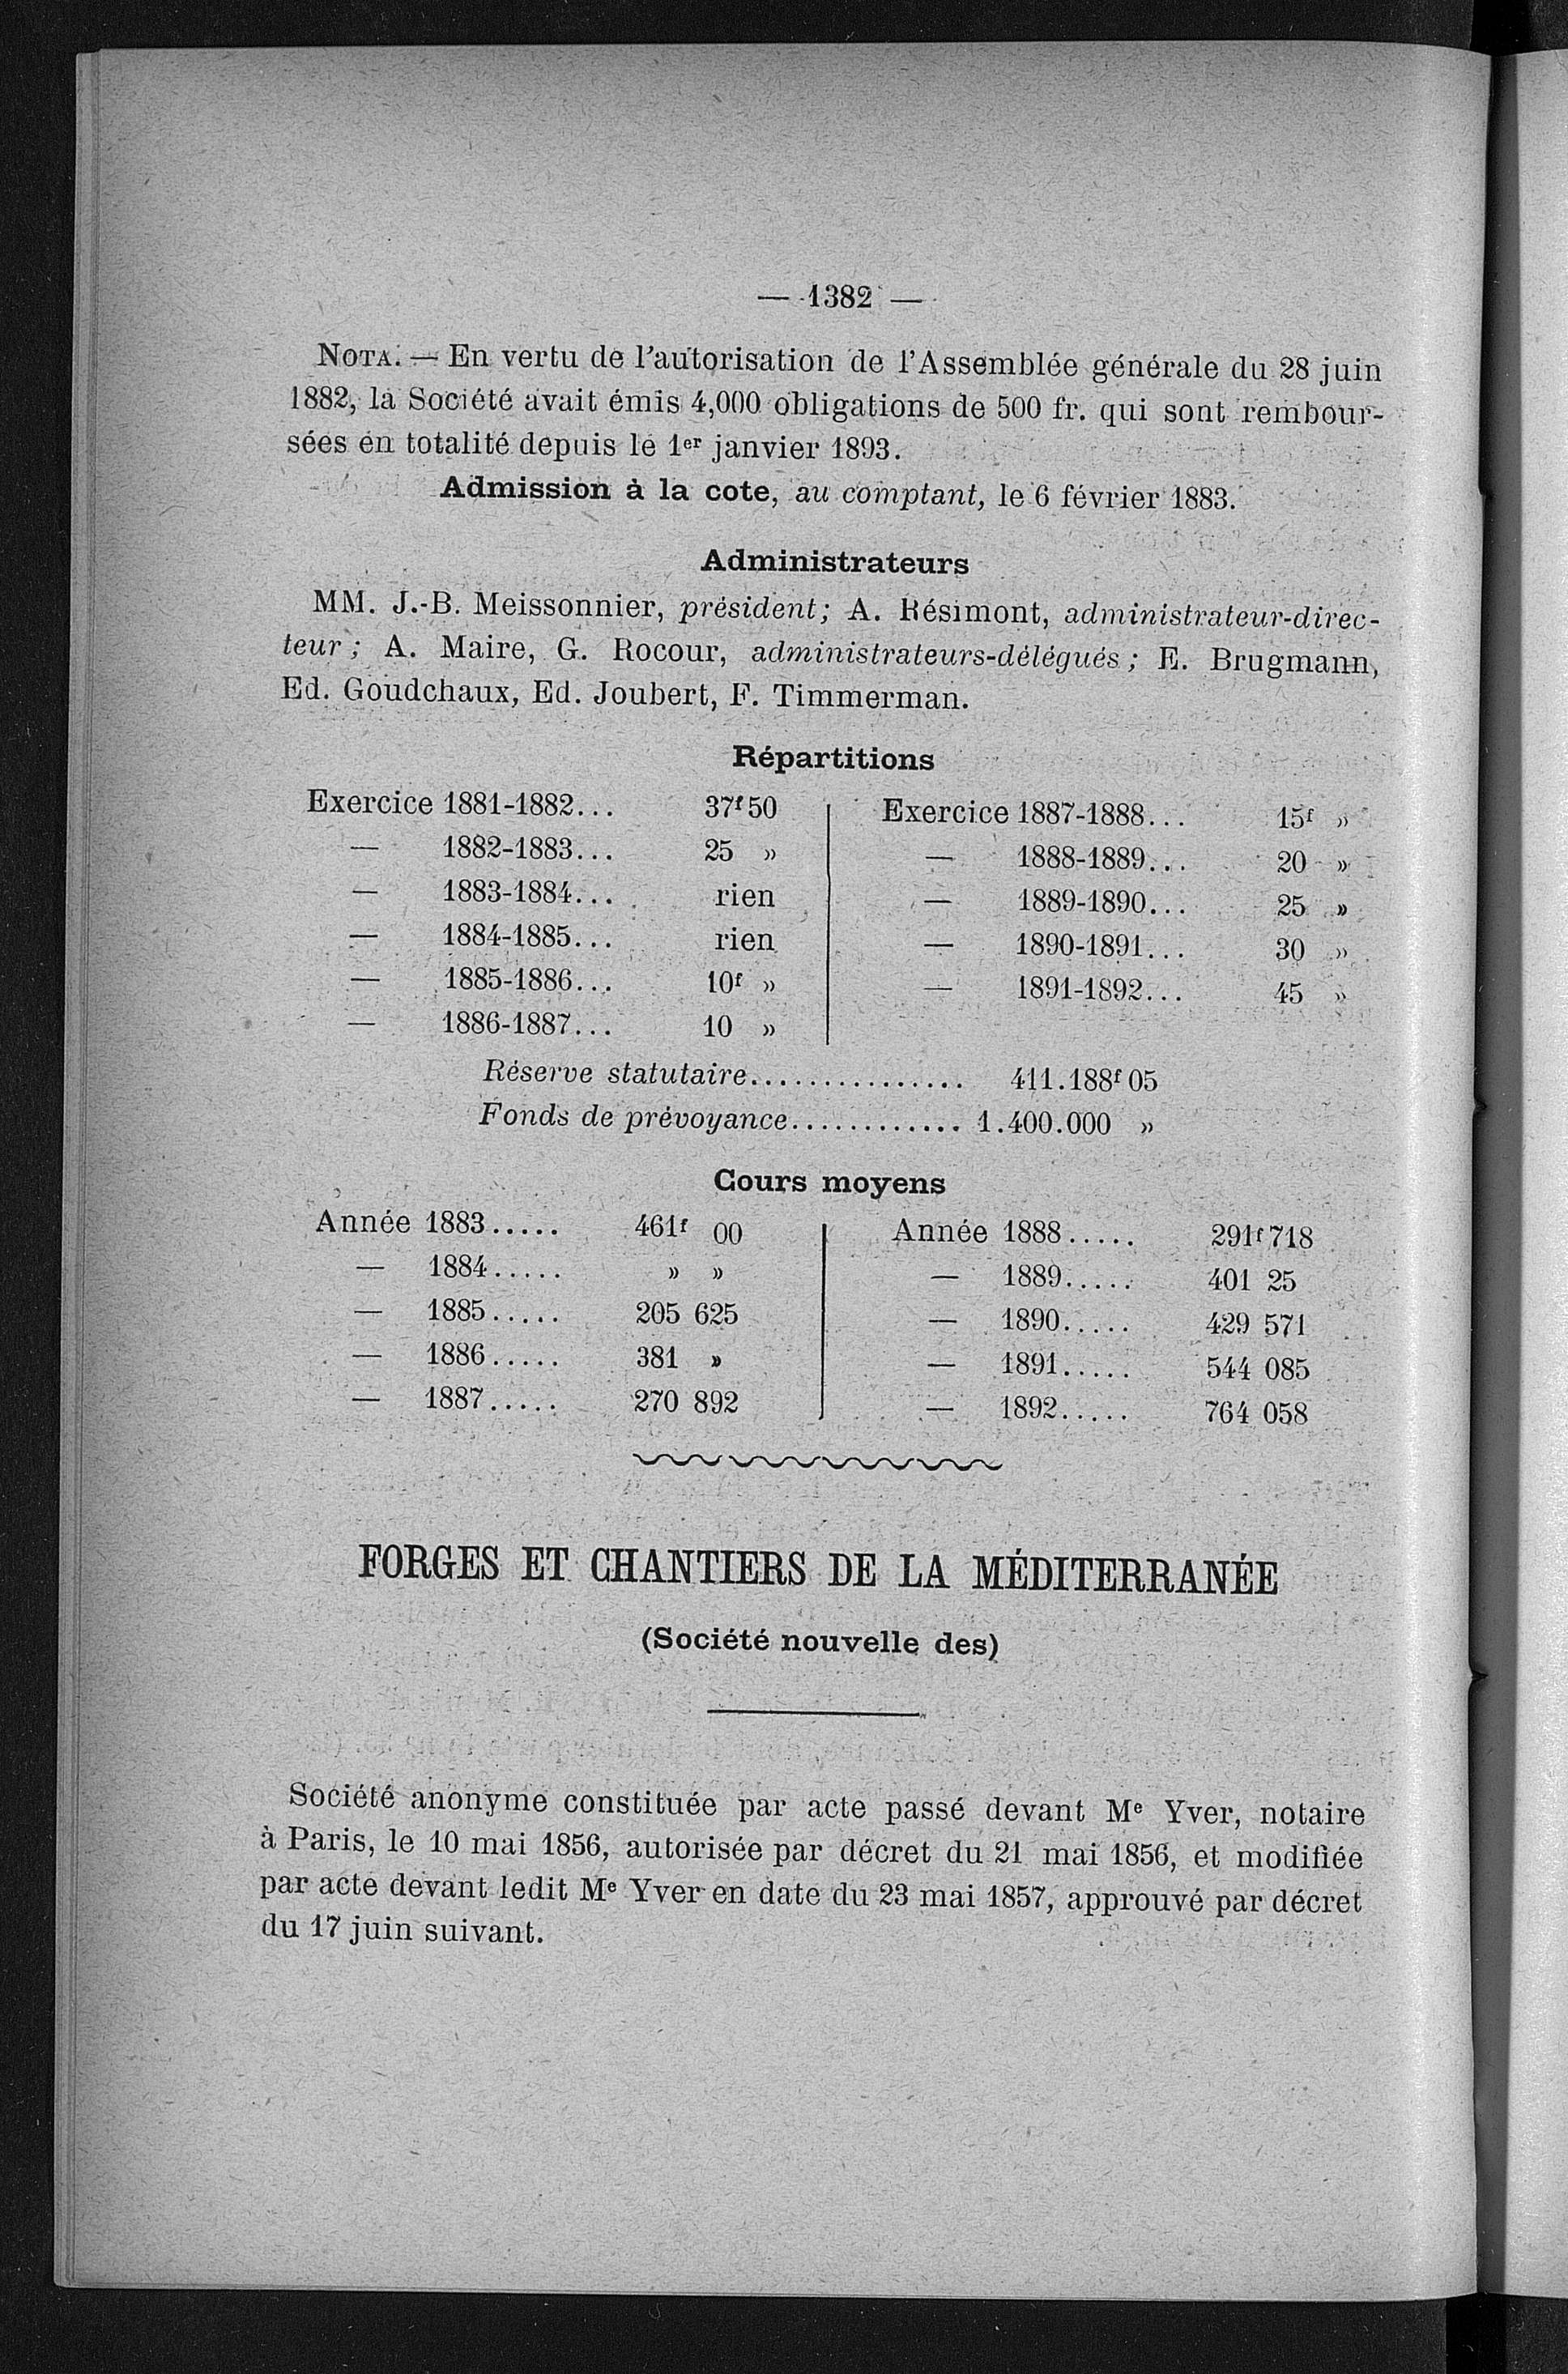 — 1382 —
NOTA. — En vertu de l'autorisation de l'Assemblée générale du 28 juin
1882, la Société avait émis 4,000 obligations de 500 fr. qui sont rembour-
sées en totalité depuis le 1er janvier 1893.
Admission à la cote, au comptant, le 6 février 1883.
Administrateurs
MM. J.-B. Meissonnier, président; A. Résimont, administrateur-direc-
teur; A. Maire, G. Rocour, administrateurs-délégués; E. Brugmann,
Ed. Goudchaux, Ed. Joubert, F. Timmerman.
Répartitions
Exercice 1881-1882... 37f50
— 1882-1883... 25 »
— 1883-1884... rien
— 1884-1885... rien
— 1885-1886... 10f »
— 1886-1887... 10 »
Exercice 1887-1888... 15f »
— 1888-1889... 20 »
— 1889-1890... 25 »
— 1890-1891... 30 »
— 1891-1892... 45 »
Réserve statutaire............... 411.188f05
Fonds de prévoyance............ 1.400.000 »
Cours moyens
Année 1883..... 461f 00
— 1884..... » »
— 1885..... 205 625
— 1886..... 381 »
— 1887..... 270 892
Année 1888..... 291f718
— 1889..... 401 25
— 1890..... 429 571
— 1891..... 544 085
— 1892..... 764 058
FORGES ET CHANTIERS DE LA MÉDITERRANÉE
(Société nouvelle des)
Société anonyme constituée par acte passé devant Me Yver, notaire
à Paris, le 10 mai 1856, autorisée par décret du 21 mai 1856, et modifiée
par acte devant ledit Me Yver en date du 23 mai 1857, approuvé par décret
du 17 juin suivant.